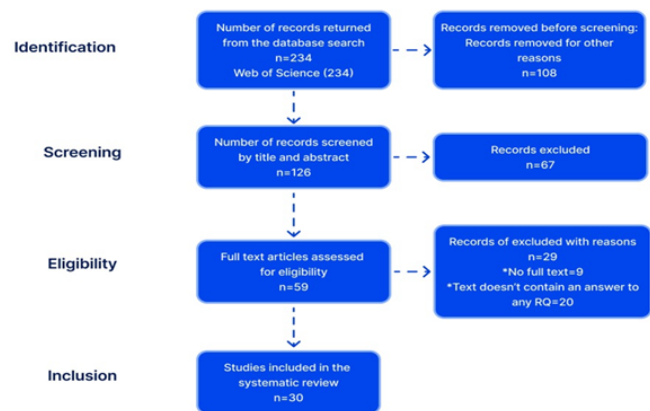 Identification
Number of records returned
from the database search
n=234
Web of Science (234)
Records removed before screening:
Records removed for other
reasons
n=108
Screening
Number of records screened
by title and abstract
n=126
Records excluded
n=67
Eligibility
Full text articles assessed
for eligibility
n=59
Records of excluded with reasons
n=29
*No full text=9
*Text doesn't contain an answer to
any RQ=20
Inclusion
Studies included in the
systematic review
n=30